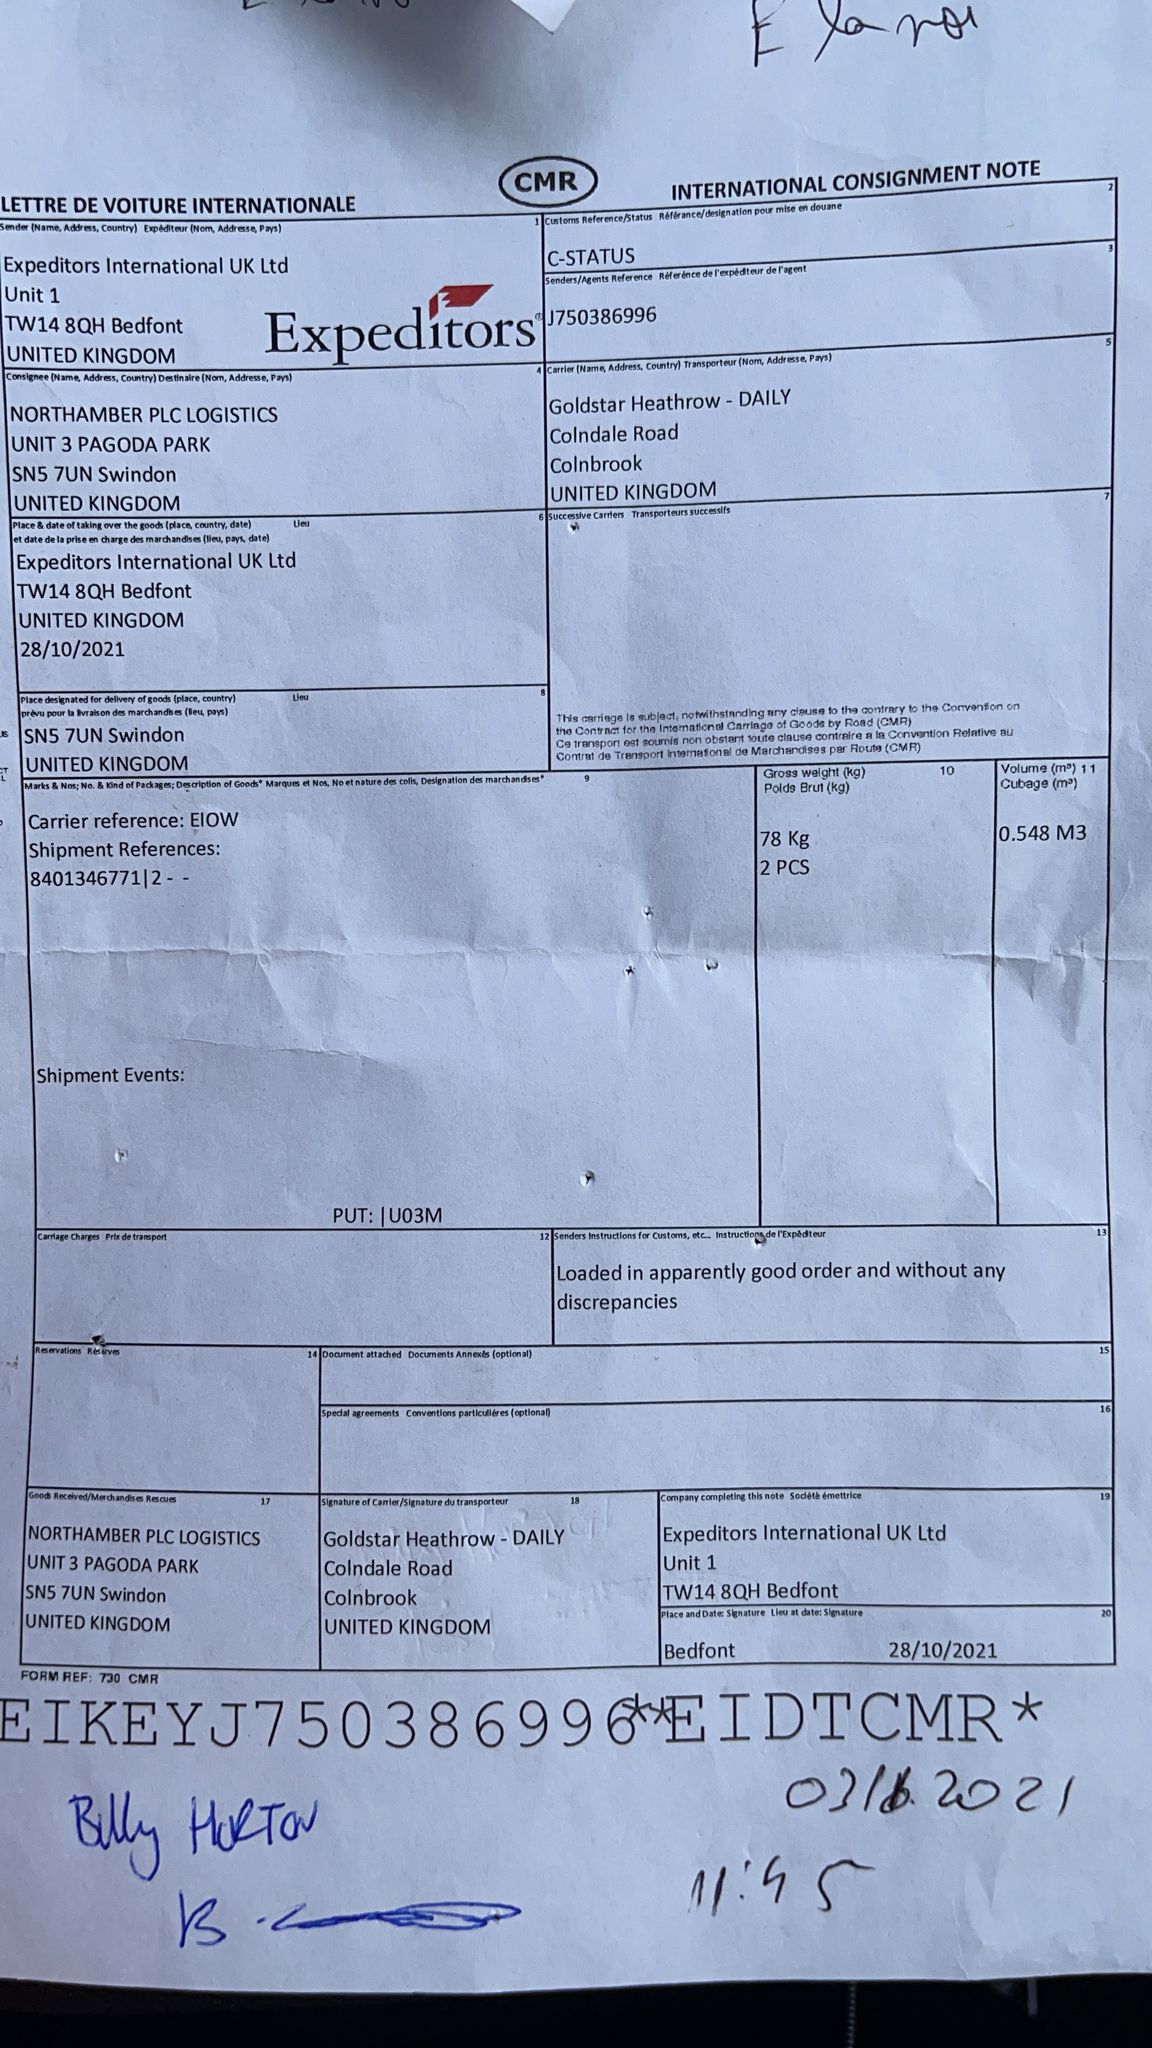 E la noi
CMR
LETTRE DE VOITURE INTERNATIONALE
INTERNATIONAL CONSIGNMENT NOTE
Sender (Name, Address, Country) Expéditeur (Nom, Addresse, Pays) 1
Expeditors International UK Ltd
Unit 1
TW14 8QH Bedfont
UNITED KINGDOM
Expeditors®
Customs Reference/Status Référance/designation pour mise en douane 2
C-STATUS
Senders/Agents Reference Référence de l'expéditeur de l'agent 3
J750386996
Consignee (Name, Address, Country) Destinaire (Nom, Addresse, Pays) 4
NORTHAMBER PLC LOGISTICS
UNIT 3 PAGODA PARK
SN5 7UN Swindon
UNITED KINGDOM
Carrier (Name, Address, Country) Transporteur (Nom, Addresse, Pays) 5
Goldstar Heathrow - DAILY
Colndale Road
Colnbrook
UNITED KINGDOM
Place & date of taking over the goods (place, country, date) Lieu 6
et date de la prise en charge des marchandises (lieu, pays, date)
Expeditors International UK Ltd
TW14 8QH Bedfont
UNITED KINGDOM
28/10/2021
Successive Carriers Transporteurs successifs 7
Place designated for delivery of goods (place, country) Lieu 8
prévu pour la livraison des marchandises (lieu, pays)
SN5 7UN Swindon
UNITED KINGDOM
This carriage is subject, notwithstanding any clause to the contrary to the Convention on
the Contract for the International Carriage of Goods by Road (CMR)
Ce transport est soumis non obstant toute clause contraire a la Convention Relative au
Contrat de Transport International de Marchandises par Route (CMR)
Marks & Nos; No. & Kind of Packages; Description of Goods* Marques et Nos, No et nature des colis, Designation des marchandises* 9
Carrier reference: EIOW
Shipment References:
8401346771|2 - -
Gross weight (kg) 10
Poids Brut (kg)
78 Kg
2 PCS
Volume (m³) 11
Cubage (m³)
0.548 M3
Shipment Events:
PUT: |U03M
Carriage Charges Prix de transport 12
Senders Instructions for Customs, etc... Instructions de l'Expéditeur 13
Loaded in apparently good order and without any
discrepancies
Reservations Réserves 14
Document attached Documents Annexés (optional) 15
Special agreements Conventions particuliéres (optional) 16
Goods Received/Merchandises Rescues 17
NORTHAMBER PLC LOGISTICS
UNIT 3 PAGODA PARK
SN5 7UN Swindon
UNITED KINGDOM
Signature of Carrier/Signature du transporteur 18
Goldstar Heathrow - DAILY
Colndale Road
Colnbrook
UNITED KINGDOM
Company completing this note Société émettrice 19
Expeditors International UK Ltd
Unit 1
TW14 8QH Bedfont
Place and Date: Signature Lieu at date: Signature 20
Bedfont 28/10/2021
FORM REF: 730 CMR
EIKEYJ750386996**EIDTCMR*
Billy HORTON
2021
11:45